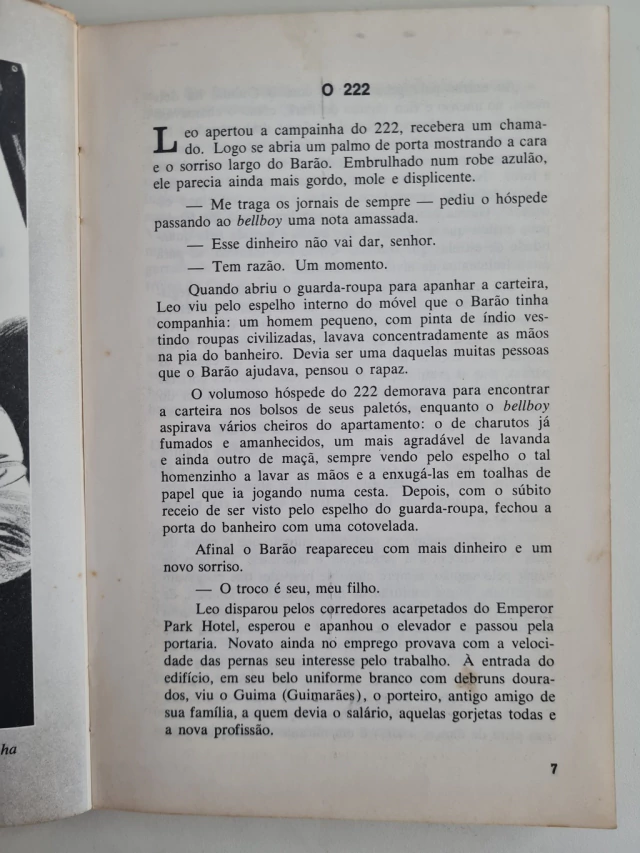 O 222
Leo apertou a campainha do 222, recebera um chama-
do. Logo se abria um palmo de porta mostrando a cara
e o sorriso largo do Barão. Embrulhado num robe azulão,
ele parecia ainda mais gordo, mole e displicente.
— Me traga os jornais de sempre — pediu o hóspede
passando ao bellboy uma nota amassada.
— Esse dinheiro não vai dar, senhor.
— Tem razão. Um momento.
Quando abriu o guarda-roupa para apanhar a carteira,
Leo viu pelo espelho interno do móvel que o Barão tinha
companhia: um homem pequeno, com pinta de índio ves-
tindo roupas civilizadas, lavava concentradamente as mãos
na pia do banheiro. Devia ser uma daquelas muitas pessoas
que o Barão ajudava, pensou o rapaz.
O volumoso hóspede do 222 demorava para encontrar
a carteira nos bolsos de seus paletós, enquanto o bellboy
aspirava vários cheiros do apartamento: o de charutos já
fumados e amanhecidos, um mais agradável de lavanda
e ainda outro de maçã, sempre vendo pelo espelho o tal
homenzinho a lavar as mãos e a enxugá-las em toalhas de
papel que ia jogando numa cesta. Depois, com o súbito
receio de ser visto pelo espelho do guarda-roupa, fechou a
porta do banheiro com uma cotovelada.
Afinal o Barão reapareceu com mais dinheiro e um
novo sorriso.
— O troco é seu, meu filho.
Leo disparou pelos corredores acarpetados do Emperor
Park Hotel, esperou e apanhou o elevador e passou pela
portaria. Novato ainda no emprego provava com a veloci-
dade das pernas seu interesse pelo trabalho. À entrada do
edifício, em seu belo uniforme branco com debruns doura-
dos, viu o Guima (Guimarães), o porteiro, antigo amigo de
sua família, a quem devia o salário, aquelas gorjetas todas e
a nova profissão.
7
ha